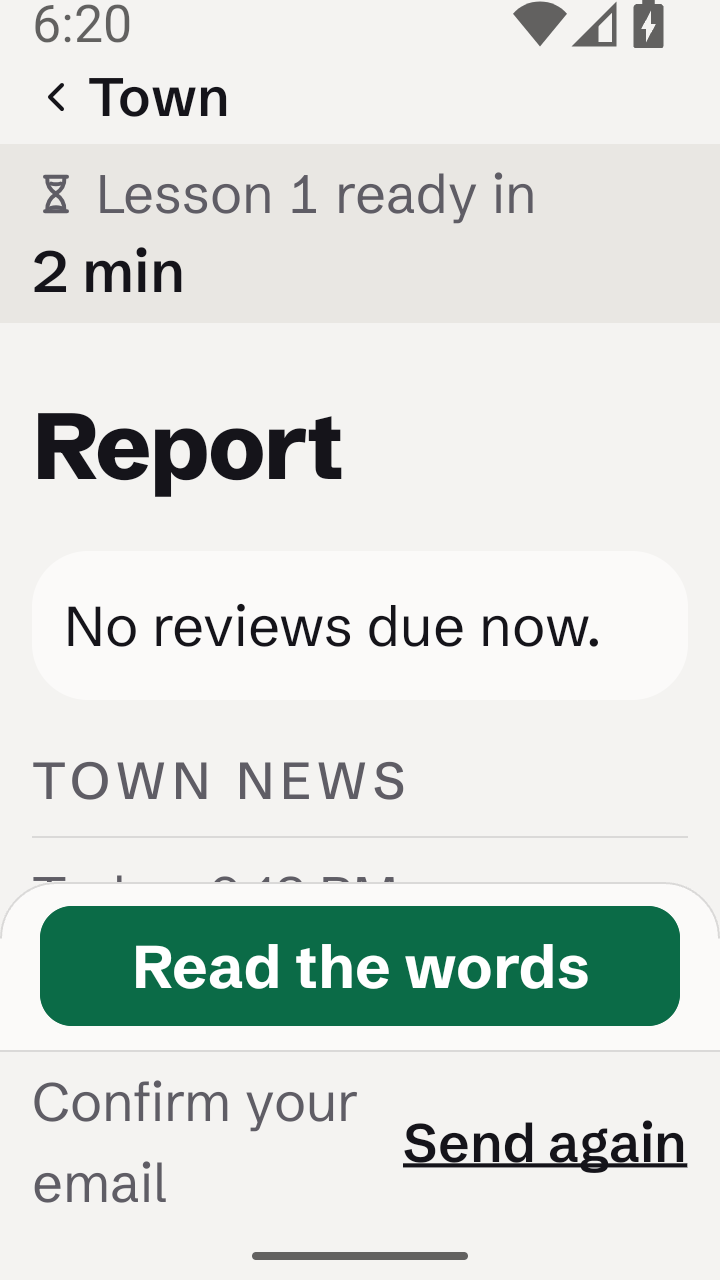 6:20
Town
Lesson 1 ready in
2 min
Report
No reviews due now.
TOWN NEWS
Read the words
Confirm your
email
Send again